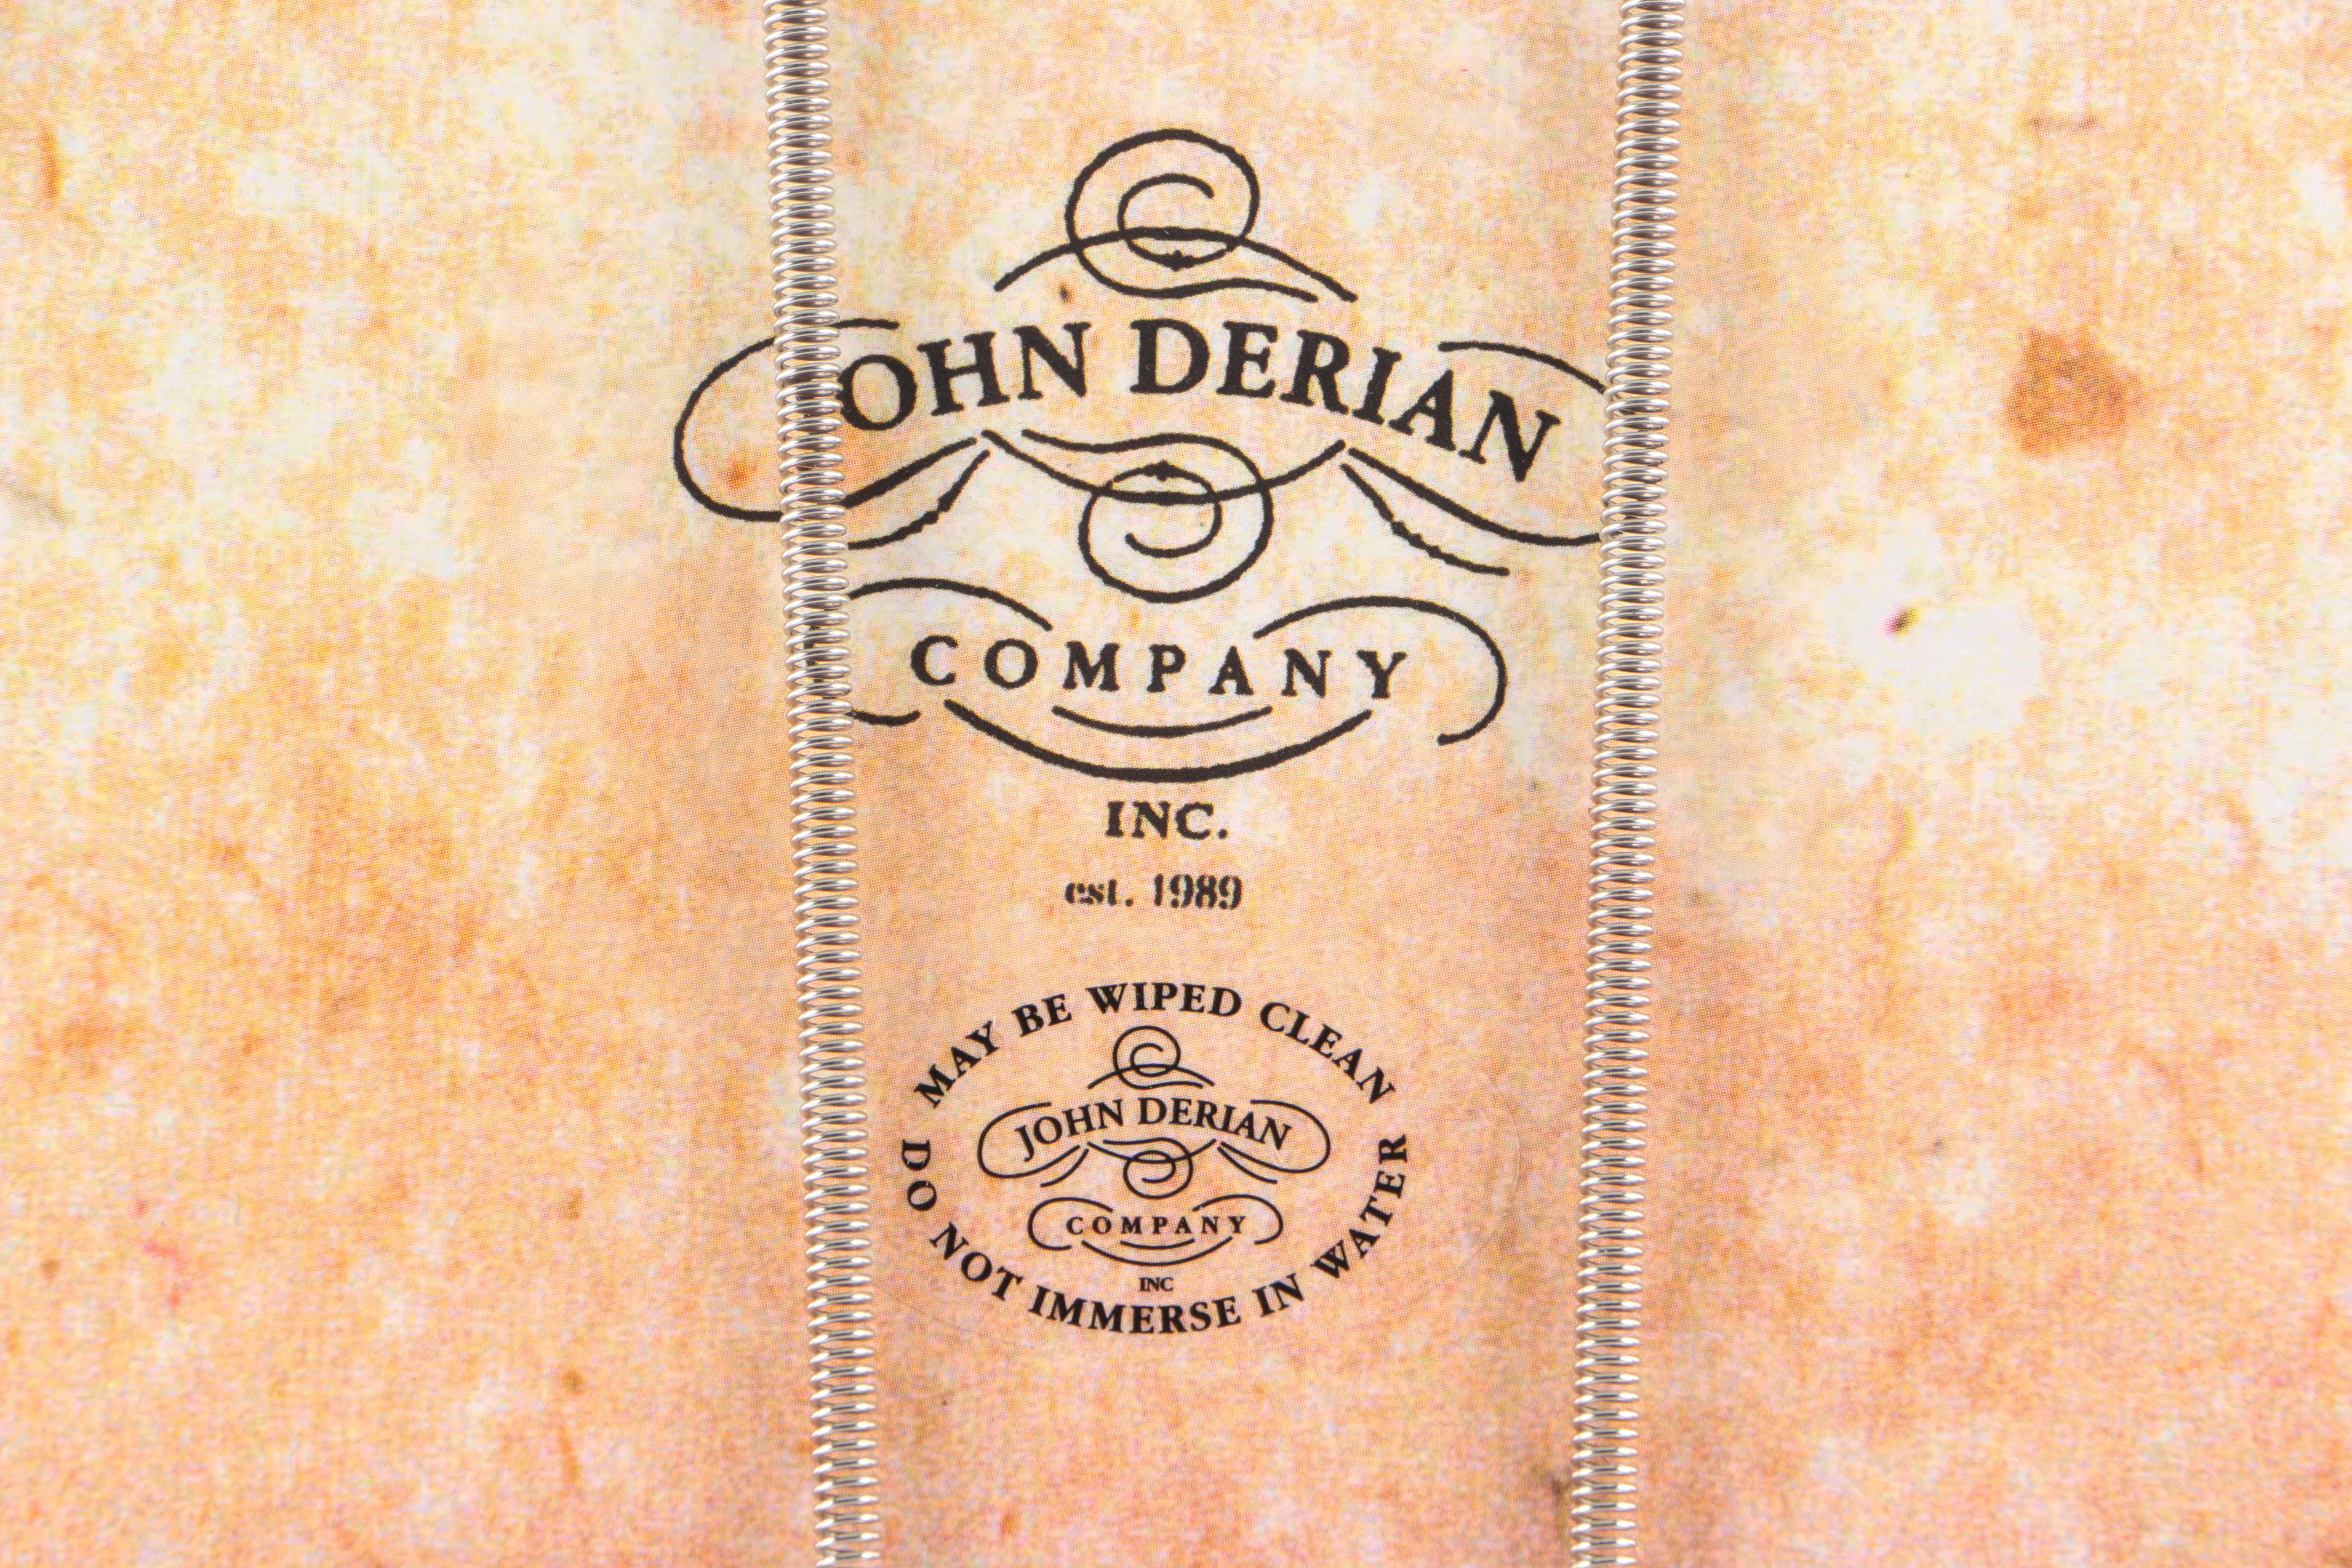 JOHN DERIAN
COMPANY
INC.
est. 1989
MAY BE WIPED CLEAN
JOHN DERIAN
COMPANY
INC
DO NOT IMMERSE IN WATER